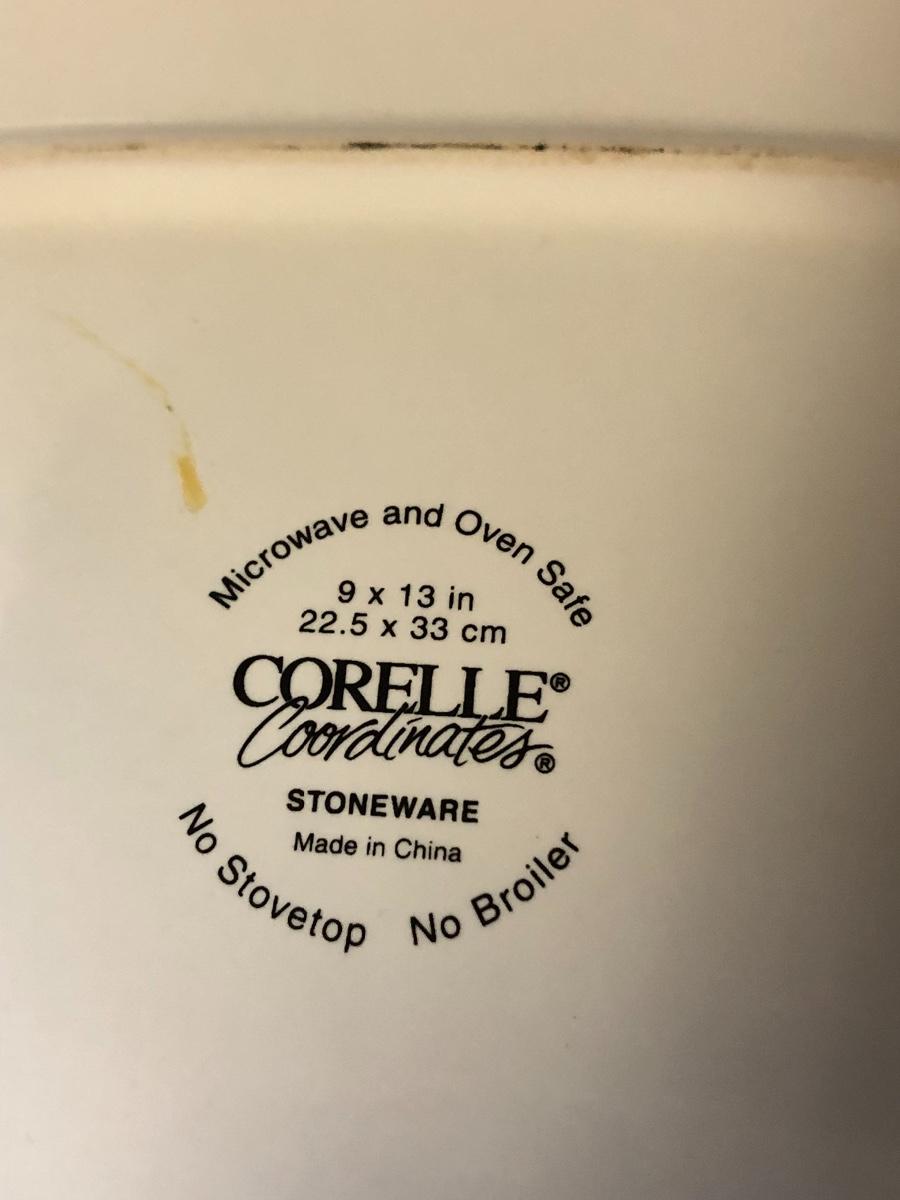 Microwave and Oven Safe
9 x 13 in
22.5 x 33 cm
CORELLE®
Coordinates®
STONEWARE
Made in China
No Stovetop No Broiler